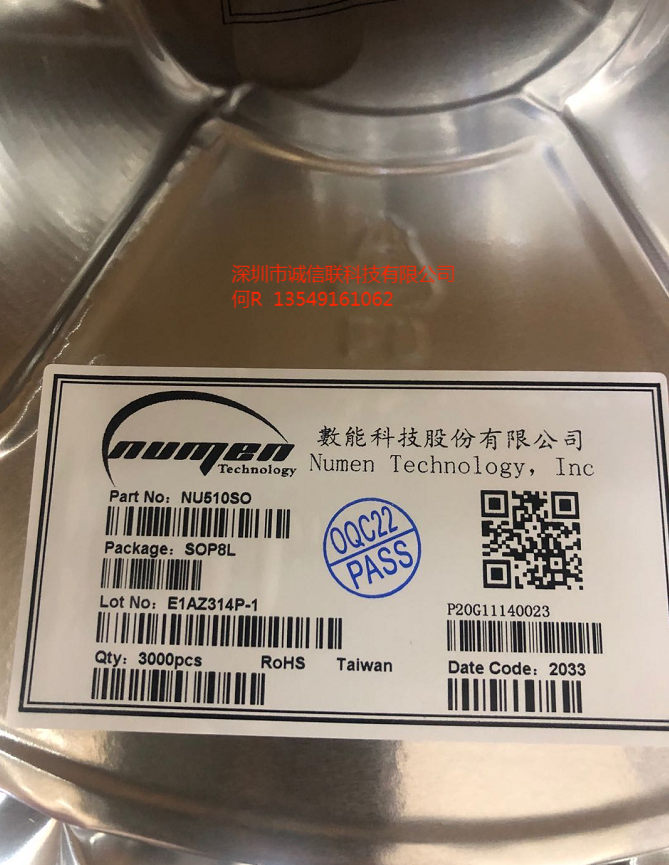 深圳市诚信联科技有限公司
何R 13549161062
numen
Technology
數能科技股份有限公司
Numen Technology, Inc
Part No: NU510SO
OQC22
PASS
Package: SOP8L
Lot No: E1AZ314P-1
P20G11140023
Qty: 3000pcs RoHS Taiwan
Date Code: 2033